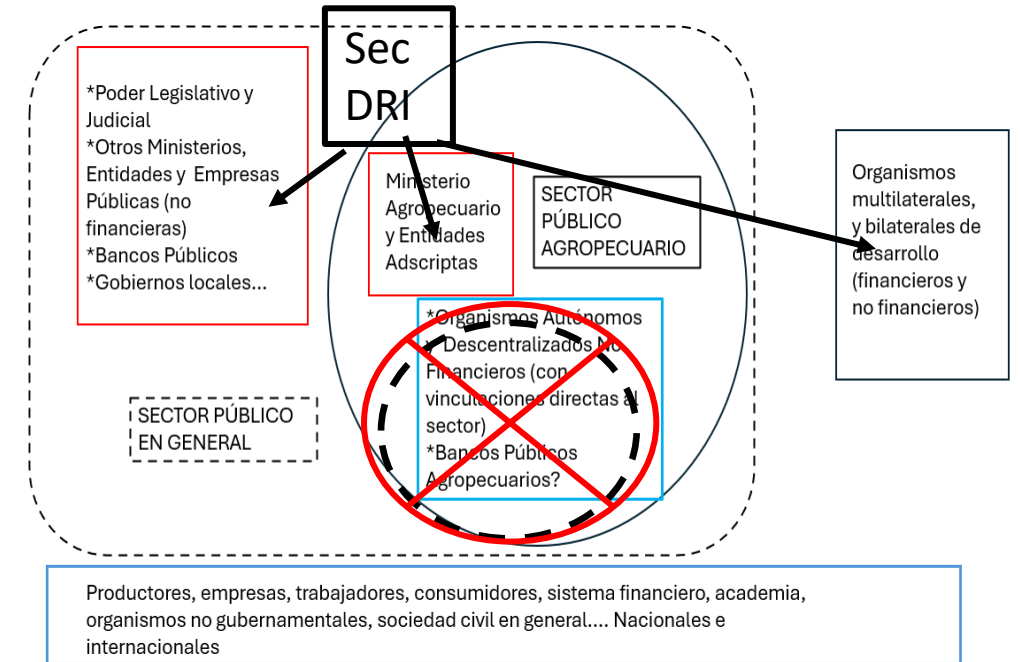 Sec
DRI
*Poder Legislativo y
Judicial
*Otros Ministerios,
Entidades y Empresas
Públicas (no
financieras)
*Bancos Públicos
*Gobiernos locales...
Ministerio
Agropecuario
y Entidades
Adscriptas
SECTOR
PÚBLICO
AGROPECUARIO
Organismos
multilaterales,
y bilaterales de
desarrollo
(financieros y
no financieros)
*Organismos Autónomos
y Descentralizados No
Financieros (con
vinculaciones directas al
sector)
*Bancos Públicos
Agropecuarios?
SECTOR PÚBLICO
EN GENERAL
Productores, empresas, trabajadores, consumidores, sistema financiero, academia,
organismos no gubernamentales, sociedad civil en general.... Nacionales e
internacionales